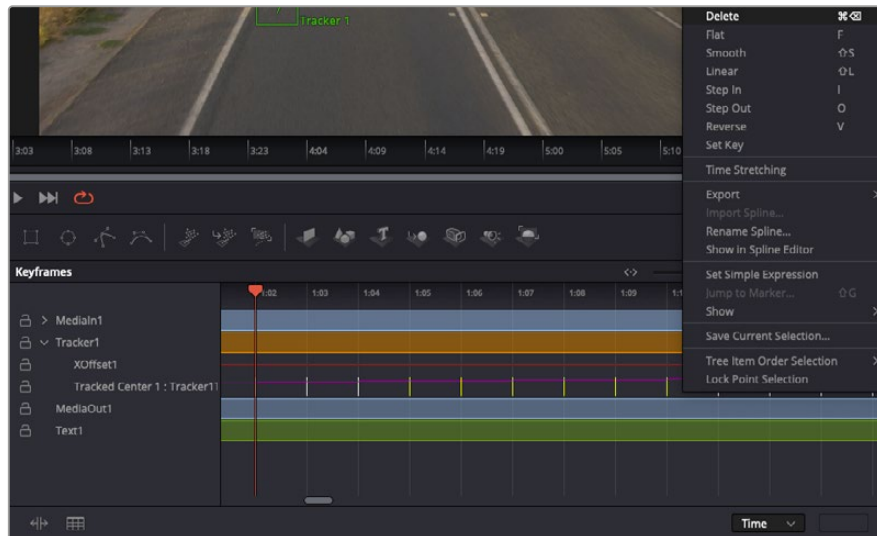 Tracker 1
Delete ⌘⌫
Flat F
Smooth ⇧S
Linear ⇧L
Step In I
Step Out O
Reverse V
Set Key
Time Stretching
Export >
Import Spline...
Rename Spline...
Show in Spline Editor
Set Simple Expression
Jump to Marker... ⇧G
Show >
Save Current Selection...
Tree Item Order Selection >
Lock Point Selection
3:03 3:08 3:13 3:18 3:23 4:04 4:09 4:14 4:19 5:00 5:05 5:10
Keyframes
1:02 1:03 1:04 1:05 1:06 1:07 1:08 1:09
MediaIn1
Tracker1
XOffset1
Tracked Center 1 : Tracker1
MediaOut1
Text1
Time